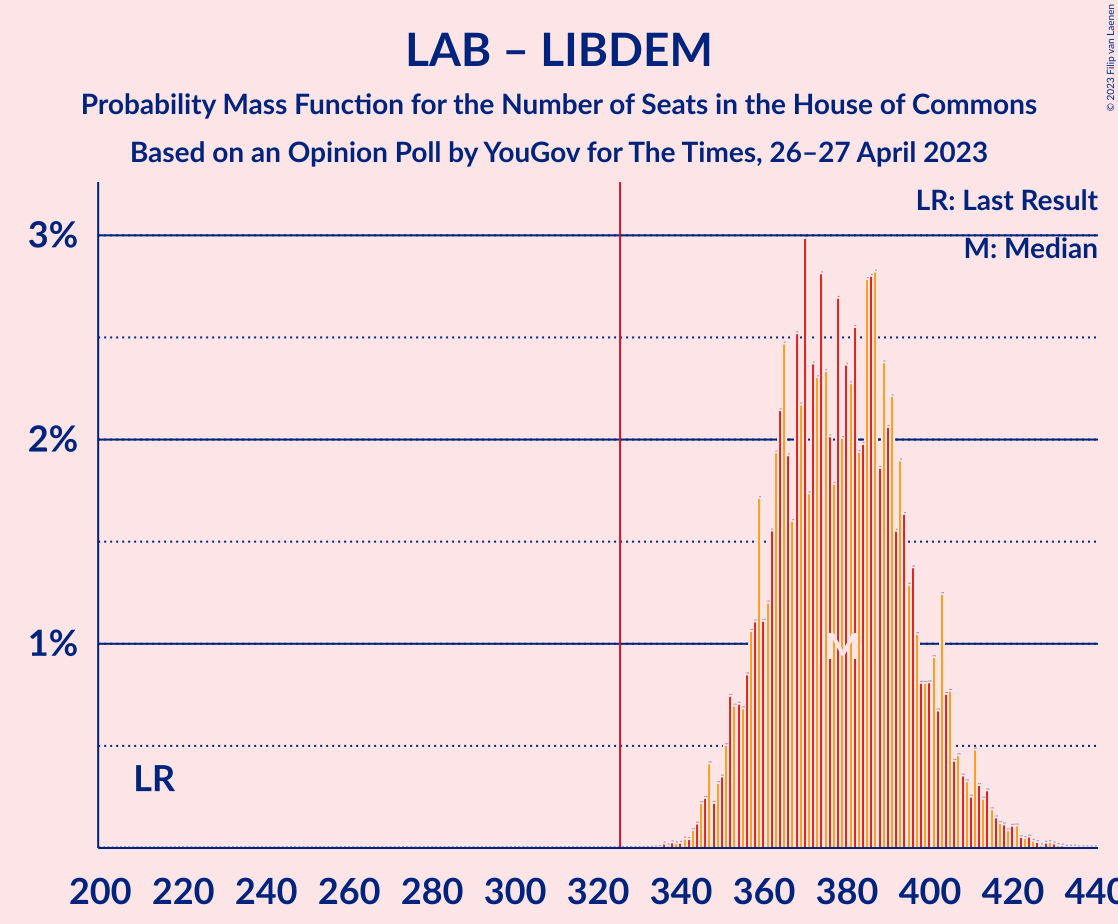 LAB – LIBDEM
Probability Mass Function for the Number of Seats in the House of Commons
Based on an Opinion Poll by YouGov for The Times, 26–27 April 2023
© 2023 Filip van Laenen
LR: Last Result
M: Median
3%
2%
1%
M
LR
200 220 240 260 280 300 320 340 360 380 400 420 440